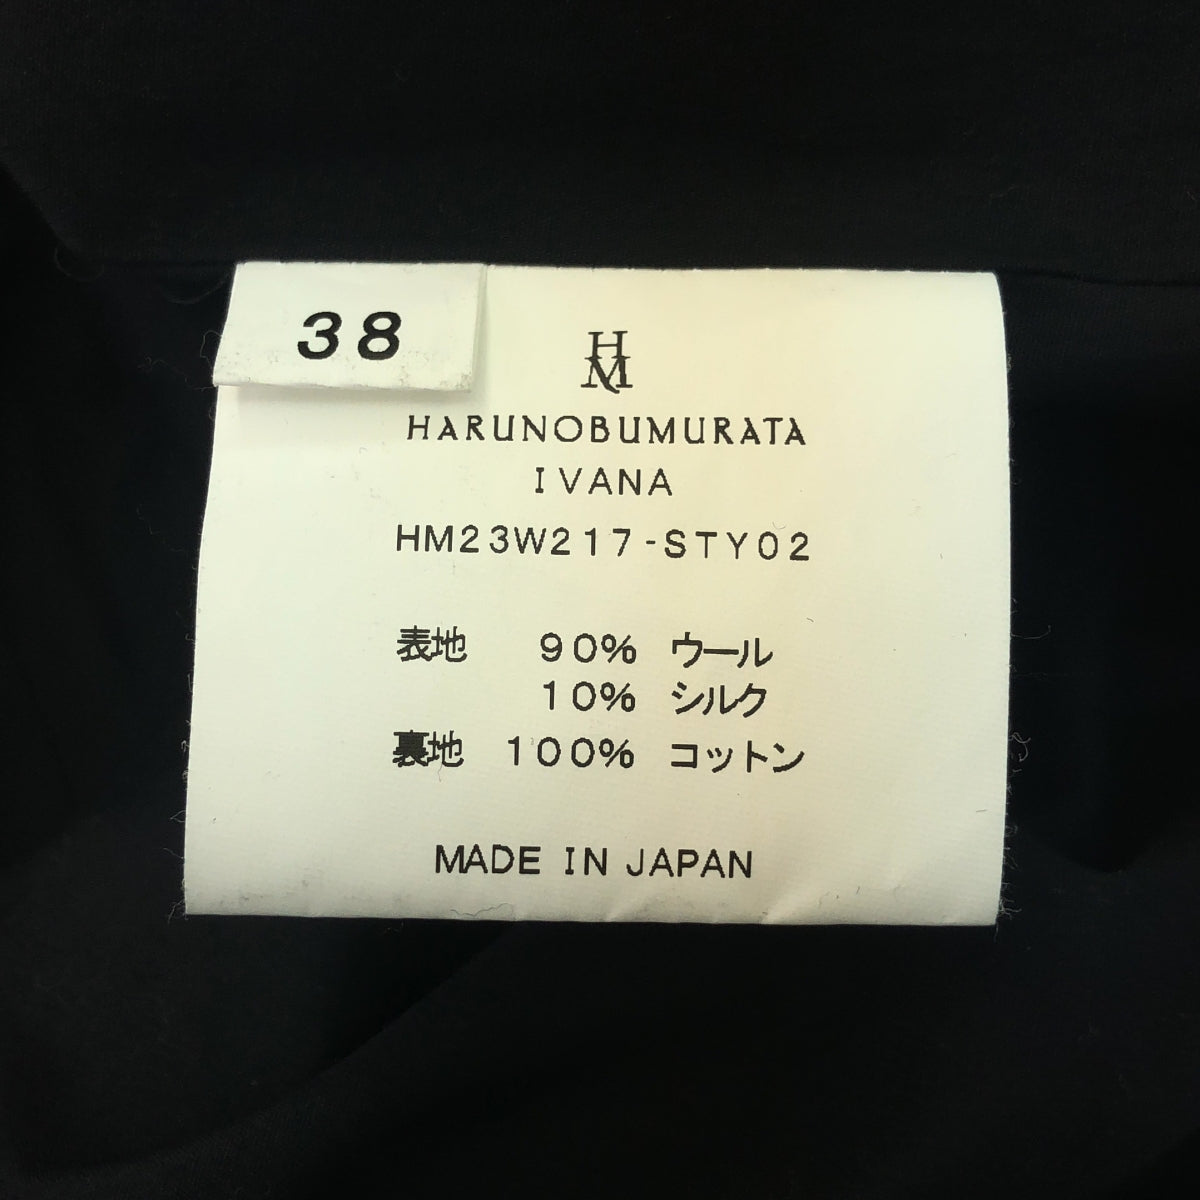 38
HM
HARUNOBUMURATA
IVANA
HM23W217-STY02
表地 90% ウール
10% シルク
裏地 100% コットン
MADE IN JAPAN